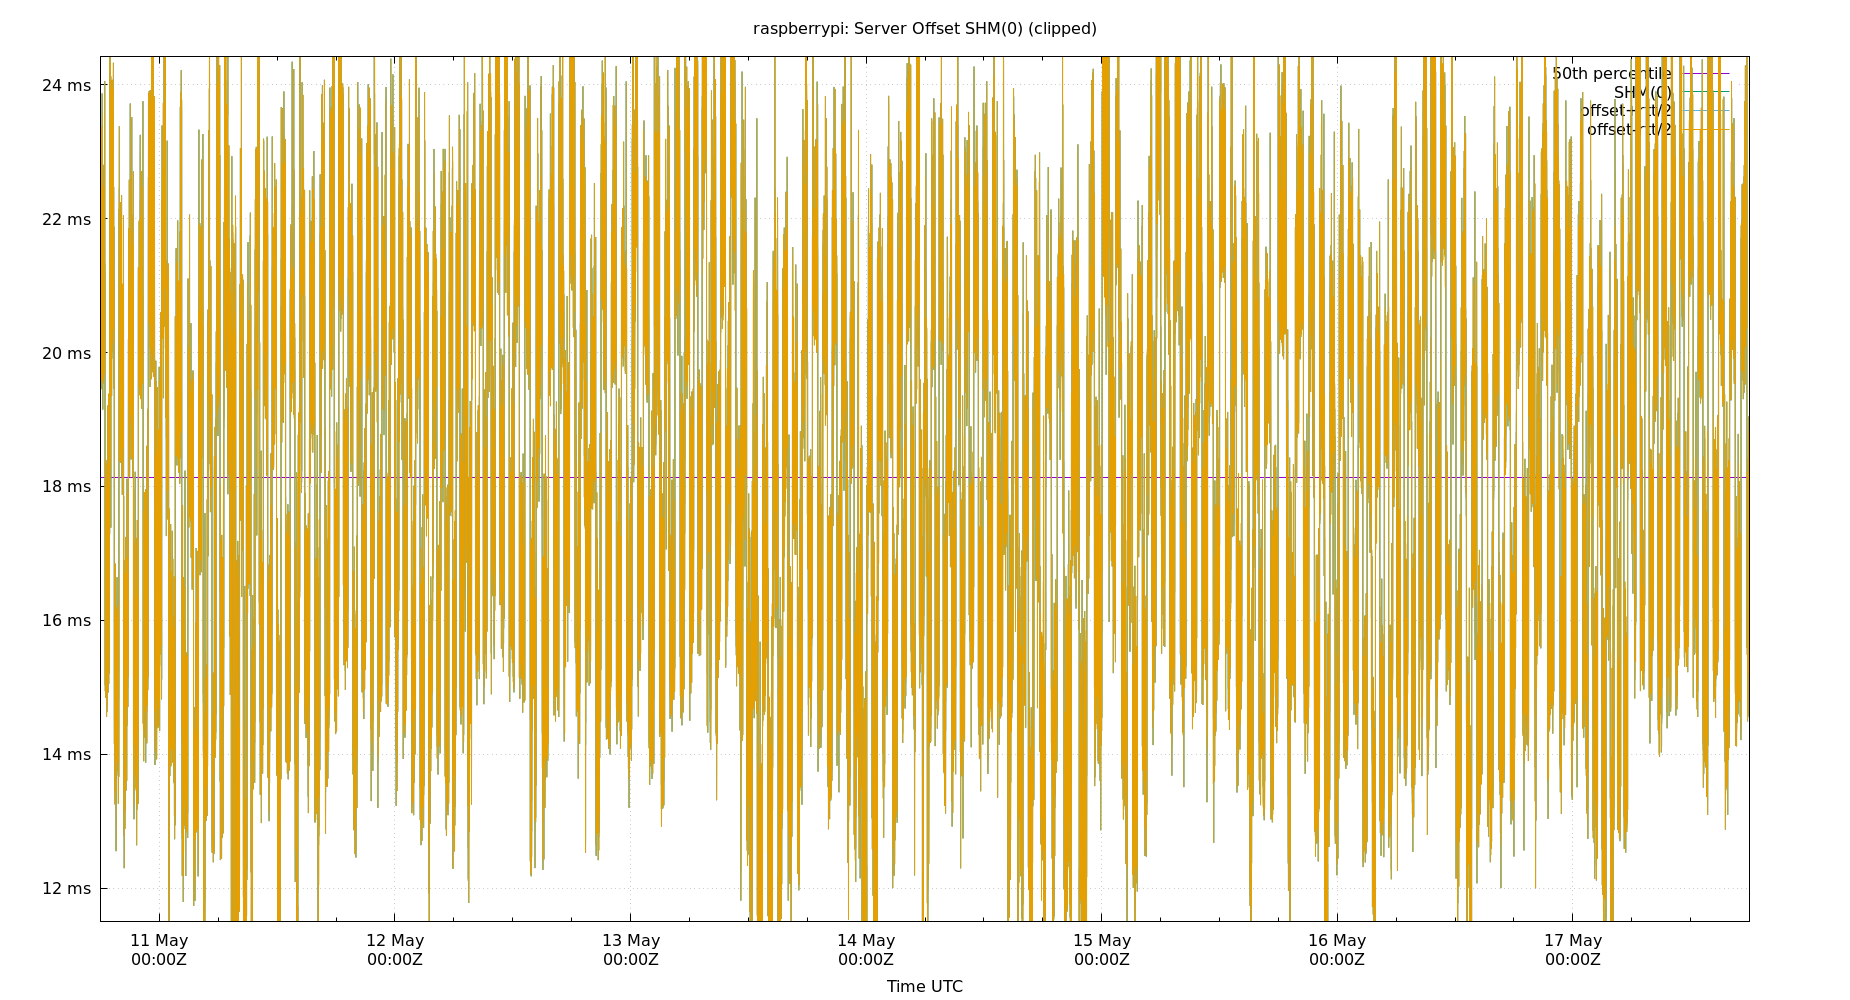 raspberrypi: Server Offset SHM(0) (clipped)
24 ms
22 ms
20 ms
18 ms
16 ms
14 ms
12 ms
50th percentile
SHM(0)
offset+rtt/2
offset-rtt/2
11 May
00:00Z
12 May
00:00Z
13 May
00:00Z
14 May
00:00Z
15 May
00:00Z
16 May
00:00Z
17 May
00:00Z
Time UTC